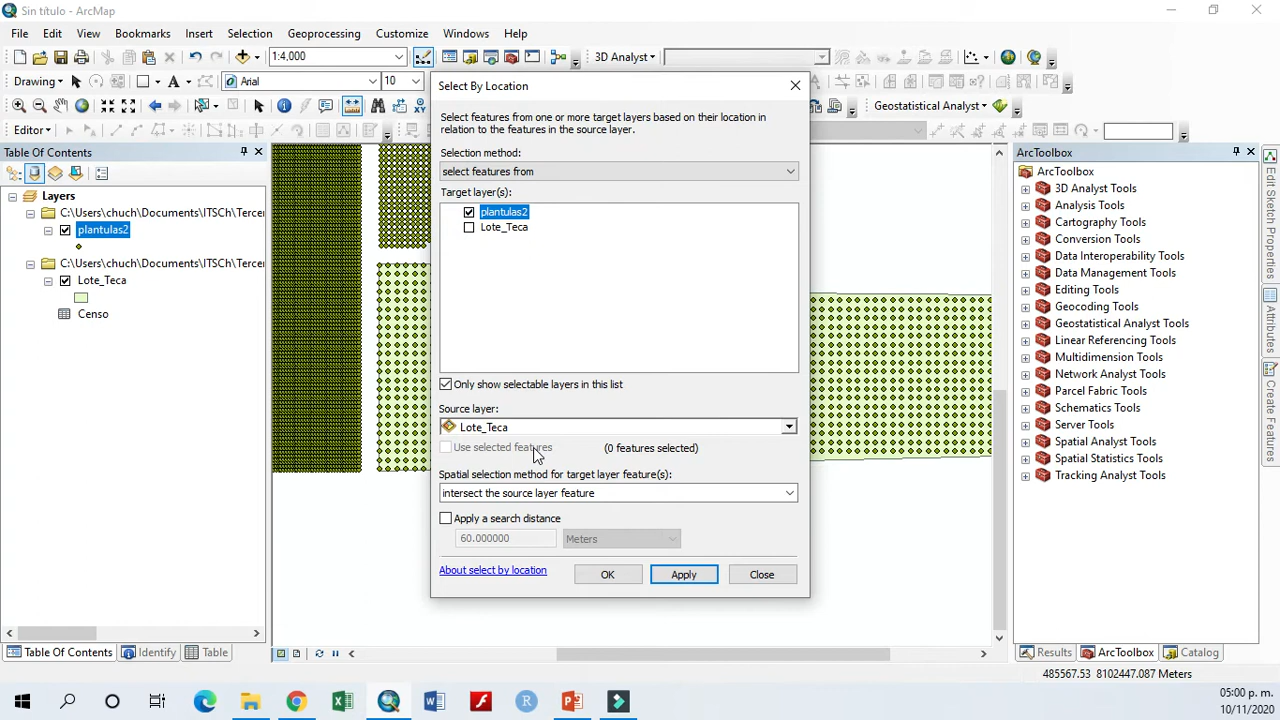 Sin título - ArcMap
File Edit View Bookmarks Insert Selection Geoprocessing Customize Windows Help
1:4,000 3D Analyst
Drawing Arial 10
Geostatistical Analyst
Editor
Table Of Contents
Layers
C:\Users\chuch\Documents\ITSCh\Tercer
plantulas2
C:\Users\chuch\Documents\ITSCh\Tercer
Lote_Teca
Censo
Select By Location
Select features from one or more target layers based on their location in
relation to the features in the source layer.
Selection method:
select features from
Target layer(s):
plantulas2
Lote_Teca
Only show selectable layers in this list
Source layer:
Lote_Teca
Use selected features (0 features selected)
Spatial selection method for target layer feature(s):
intersect the source layer feature
Apply a search distance
60.000000 Meters
About select by location OK Apply Close
ArcToolbox
ArcToolbox
3D Analyst Tools
Analysis Tools
Cartography Tools
Conversion Tools
Data Interoperability Tools
Data Management Tools
Editing Tools
Geocoding Tools
Geostatistical Analyst Tools
Linear Referencing Tools
Multidimension Tools
Network Analyst Tools
Parcel Fabric Tools
Schematics Tools
Server Tools
Spatial Analyst Tools
Spatial Statistics Tools
Tracking Analyst Tools
Edit Sketch Properties
Attributes
Create Features
Table Of Contents Identify Table
Results ArcToolbox Catalog
485567.53 8102447.087 Meters
05:00 p. m.
10/11/2020